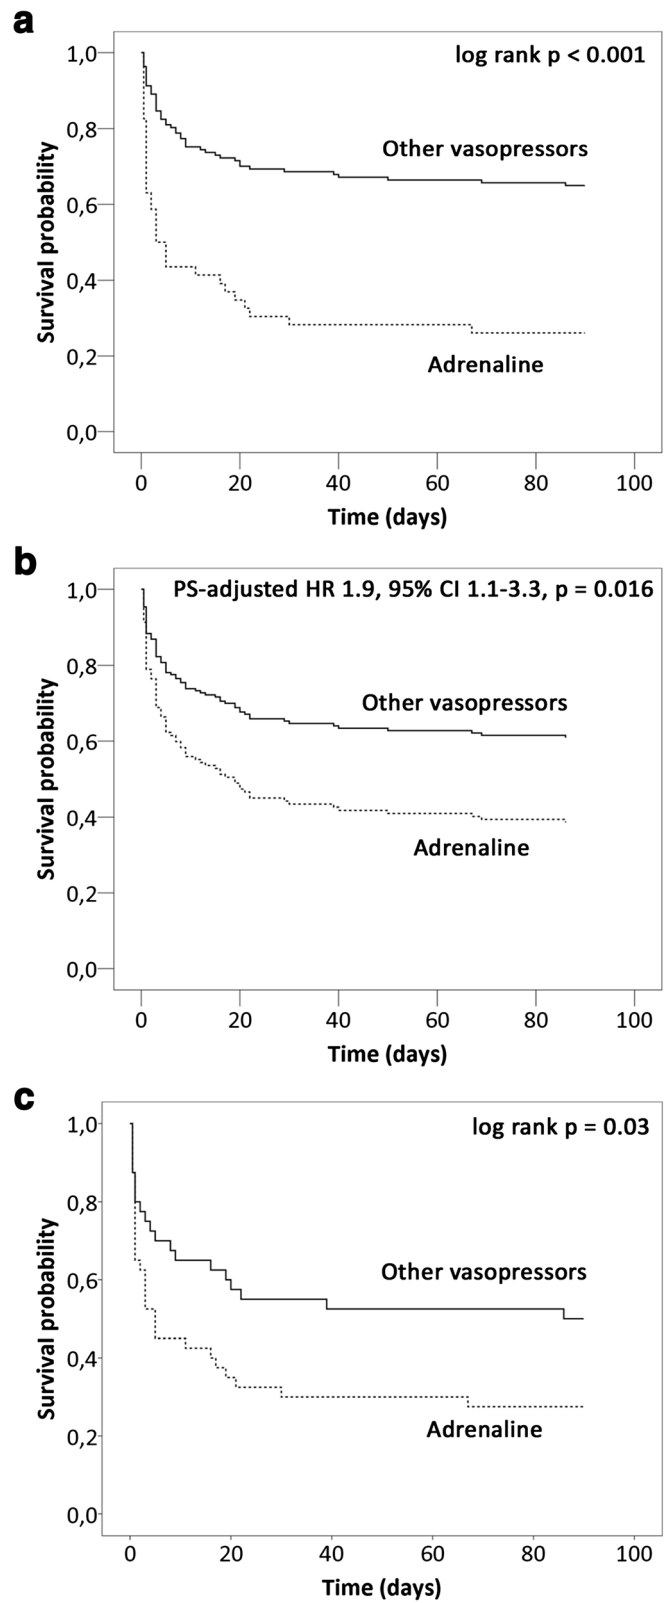 a
log rank p < 0.001
1,0
Other vasopressors
0,8
0,6
0,4
0,2
0,0
Survival probability
Adrenaline
0 20 40 60 80 100
Time (days)
b
PS-adjusted HR 1.9, 95% CI 1.1-3.3, p = 0.016
1,0
Other vasopressors
0,8
0,6
0,4
0,2
0,0
Survival probability
Adrenaline
0 20 40 60 80 100
Time (days)
c
log rank p = 0.03
1,0
Other vasopressors
0,8
0,6
0,4
0,2
0,0
Survival probability
Adrenaline
0 20 40 60 80 100
Time (days)